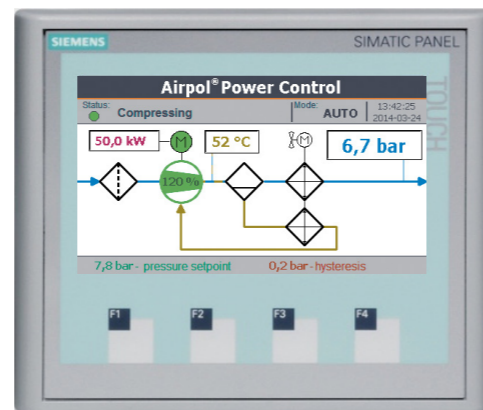 SIEMENS
SIMATIC PANEL
TOUCH
Airpol® Power Control
Status:
Compressing
Mode:
AUTO
13:42:25
2014-03-24
50,0 kW
M
52 °C
M
6,7 bar
120 %
7,8 bar - pressure setpoint
0,2 bar - hysteresis
F1
F2
F3
F4